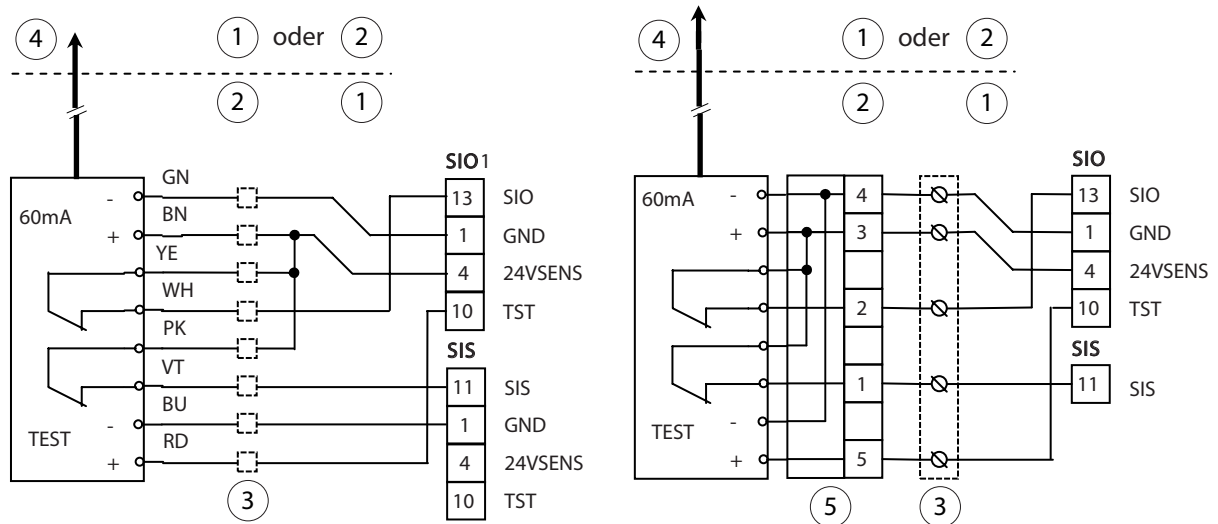 4
1 oder 2
2 1
SIO1
60mA
- GN
+ BN
YE
WH
PK
VT
BU
RD
TEST
-
+
13 SIO
1 GND
4 24VSENS
10 TST
SIS
11 SIS
1 GND
4 24VSENS
10 TST
3
4
1 oder 2
2 1
60mA
-
+
TEST
-
+
4
3
2
1
5
SIO
13 SIO
1 GND
4 24VSENS
10 TST
SIS
11 SIS
5 3